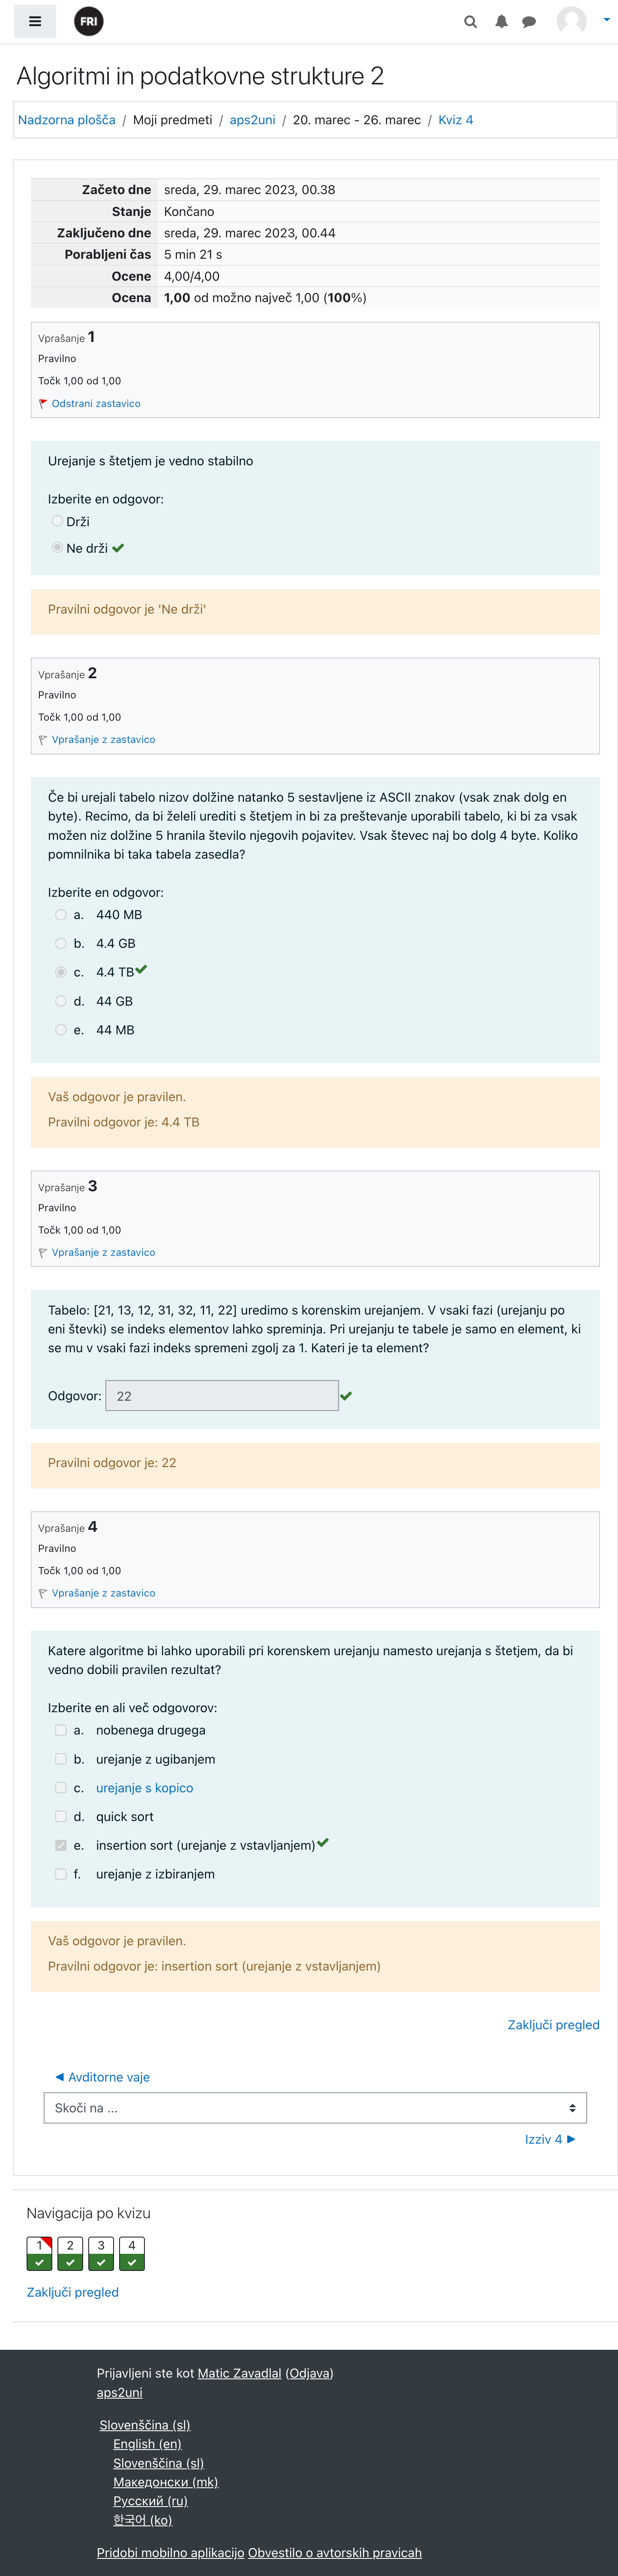 FRI
Algoritmi in podatkovne strukture 2
Nadzorna plošča / Moji predmeti / aps2uni / 20. marec - 26. marec / Kviz 4
Začeto dne sreda, 29. marec 2023, 00.38
Stanje Končano
Zaključeno dne sreda, 29. marec 2023, 00.44
Porabljeni čas 5 min 21 s
Ocene 4,00/4,00
Ocena 1,00 od možno največ 1,00 (100%)
Vprašanje 1
Pravilno
Točk 1,00 od 1,00
Odstrani zastavico
Urejanje s štetjem je vedno stabilno
Izberite en odgovor:
Drži
Ne drži
Pravilni odgovor je 'Ne drži'
Vprašanje 2
Pravilno
Točk 1,00 od 1,00
Vprašanje z zastavico
Če bi urejali tabelo nizov dolžine natanko 5 sestavljene iz ASCII znakov (vsak znak dolg en
byte). Recimo, da bi želeli urediti s štetjem in bi za preštevanje uporabili tabelo, ki bi za vsak
možen niz dolžine 5 hranila število njegovih pojavitev. Vsak števec naj bo dolg 4 byte. Koliko
pomnilnika bi taka tabela zasedla?
Izberite en odgovor:
a. 440 MB
b. 4.4 GB
c. 4.4 TB
d. 44 GB
e. 44 MB
Vaš odgovor je pravilen.
Pravilni odgovor je: 4.4 TB
Vprašanje 3
Pravilno
Točk 1,00 od 1,00
Vprašanje z zastavico
Tabelo: [21, 13, 12, 31, 32, 11, 22] uredimo s korenskim urejanjem. V vsaki fazi (urejanju po
eni števki) se indeks elementov lahko spreminja. Pri urejanju te tabele je samo en element, ki
se mu v vsaki fazi indeks spremeni zgolj za 1. Kateri je ta element?
Odgovor: 22
Pravilni odgovor je: 22
Vprašanje 4
Pravilno
Točk 1,00 od 1,00
Vprašanje z zastavico
Katere algoritme bi lahko uporabili pri korenskem urejanju namesto urejanja s štetjem, da bi
vedno dobili pravilen rezultat?
Izberite en ali več odgovorov:
a. nobenega drugega
b. urejanje z ugibanjem
c. urejanje s kopico
d. quick sort
e. insertion sort (urejanje z vstavljanjem)
f. urejanje z izbiranjem
Vaš odgovor je pravilen.
Pravilni odgovor je: insertion sort (urejanje z vstavljanjem)
Zaključi pregled
◄ Avditorne vaje
Skoči na ...
Izziv 4 ►
Navigacija po kvizu
1 2 3 4
Zaključi pregled
Prijavljeni ste kot Matic Zavadlal (Odjava)
aps2uni
Slovenščina (sl)
English (en)
Slovenščina (sl)
Македонски (mk)
Русский (ru)
한국어 (ko)
Pridobi mobilno aplikacijo Obvestilo o avtorskih pravicah